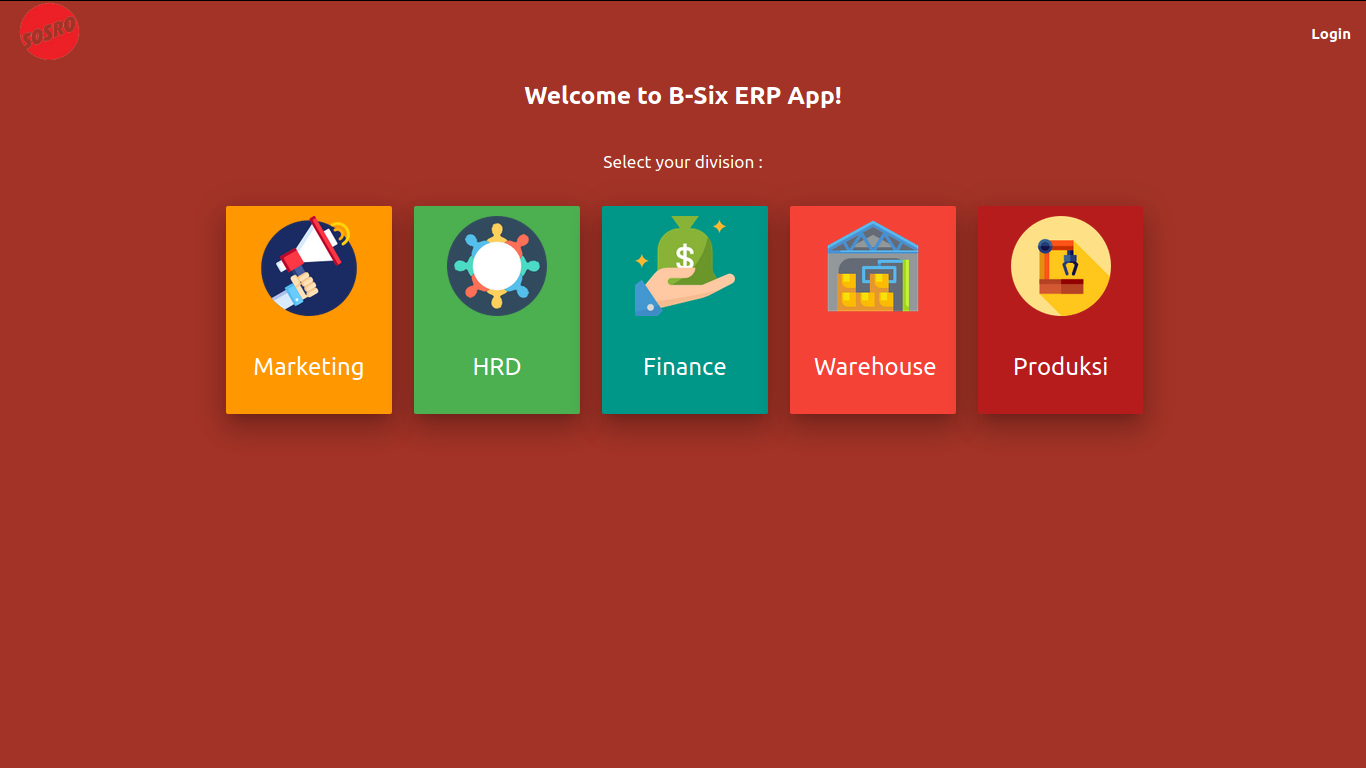 SOSRO
Login
Welcome to B-Six ERP App!
Select your division :
$
Marketing
HRD
Finance
Warehouse
Produksi